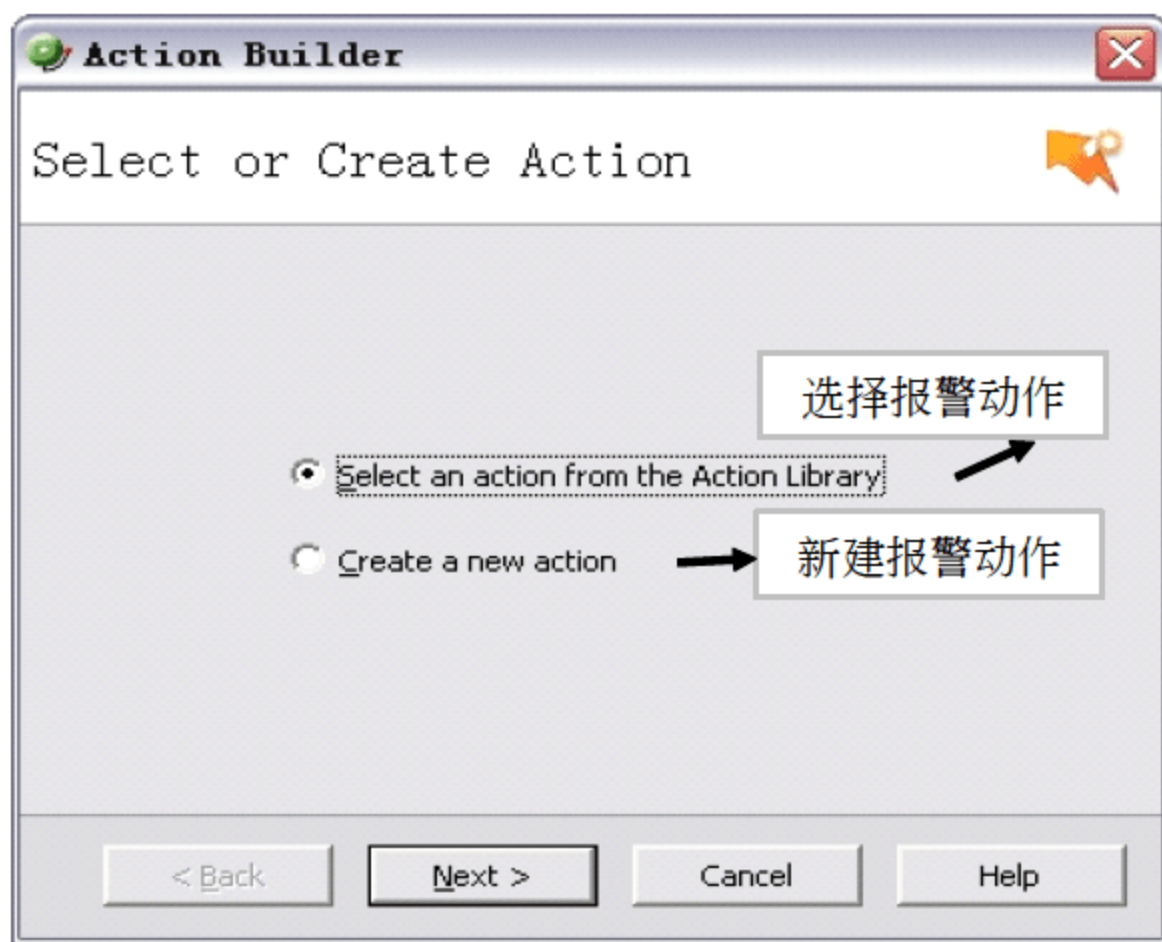 Action Builder
Select or Create Action
选择报警动作
Select an action from the Action Library
Create a new action
新建报警动作
< Back
Next >
Cancel
Help